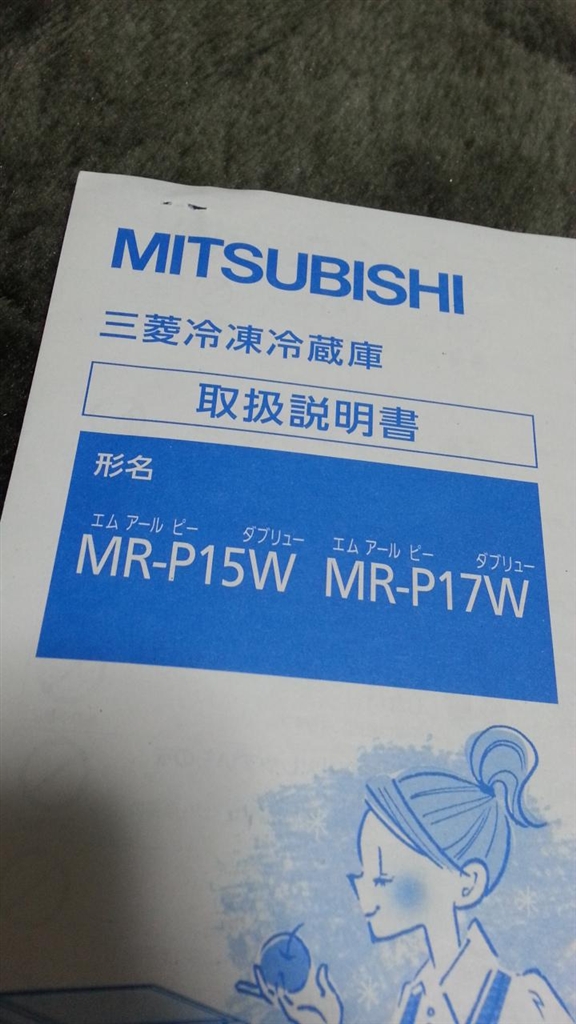 MITSUBISHI
三菱冷凍冷蔵庫
取扱説明書
形名
エム アール ピー ダブリュー エム アール ピー ダブリュー
MR-P15W MR-P17W